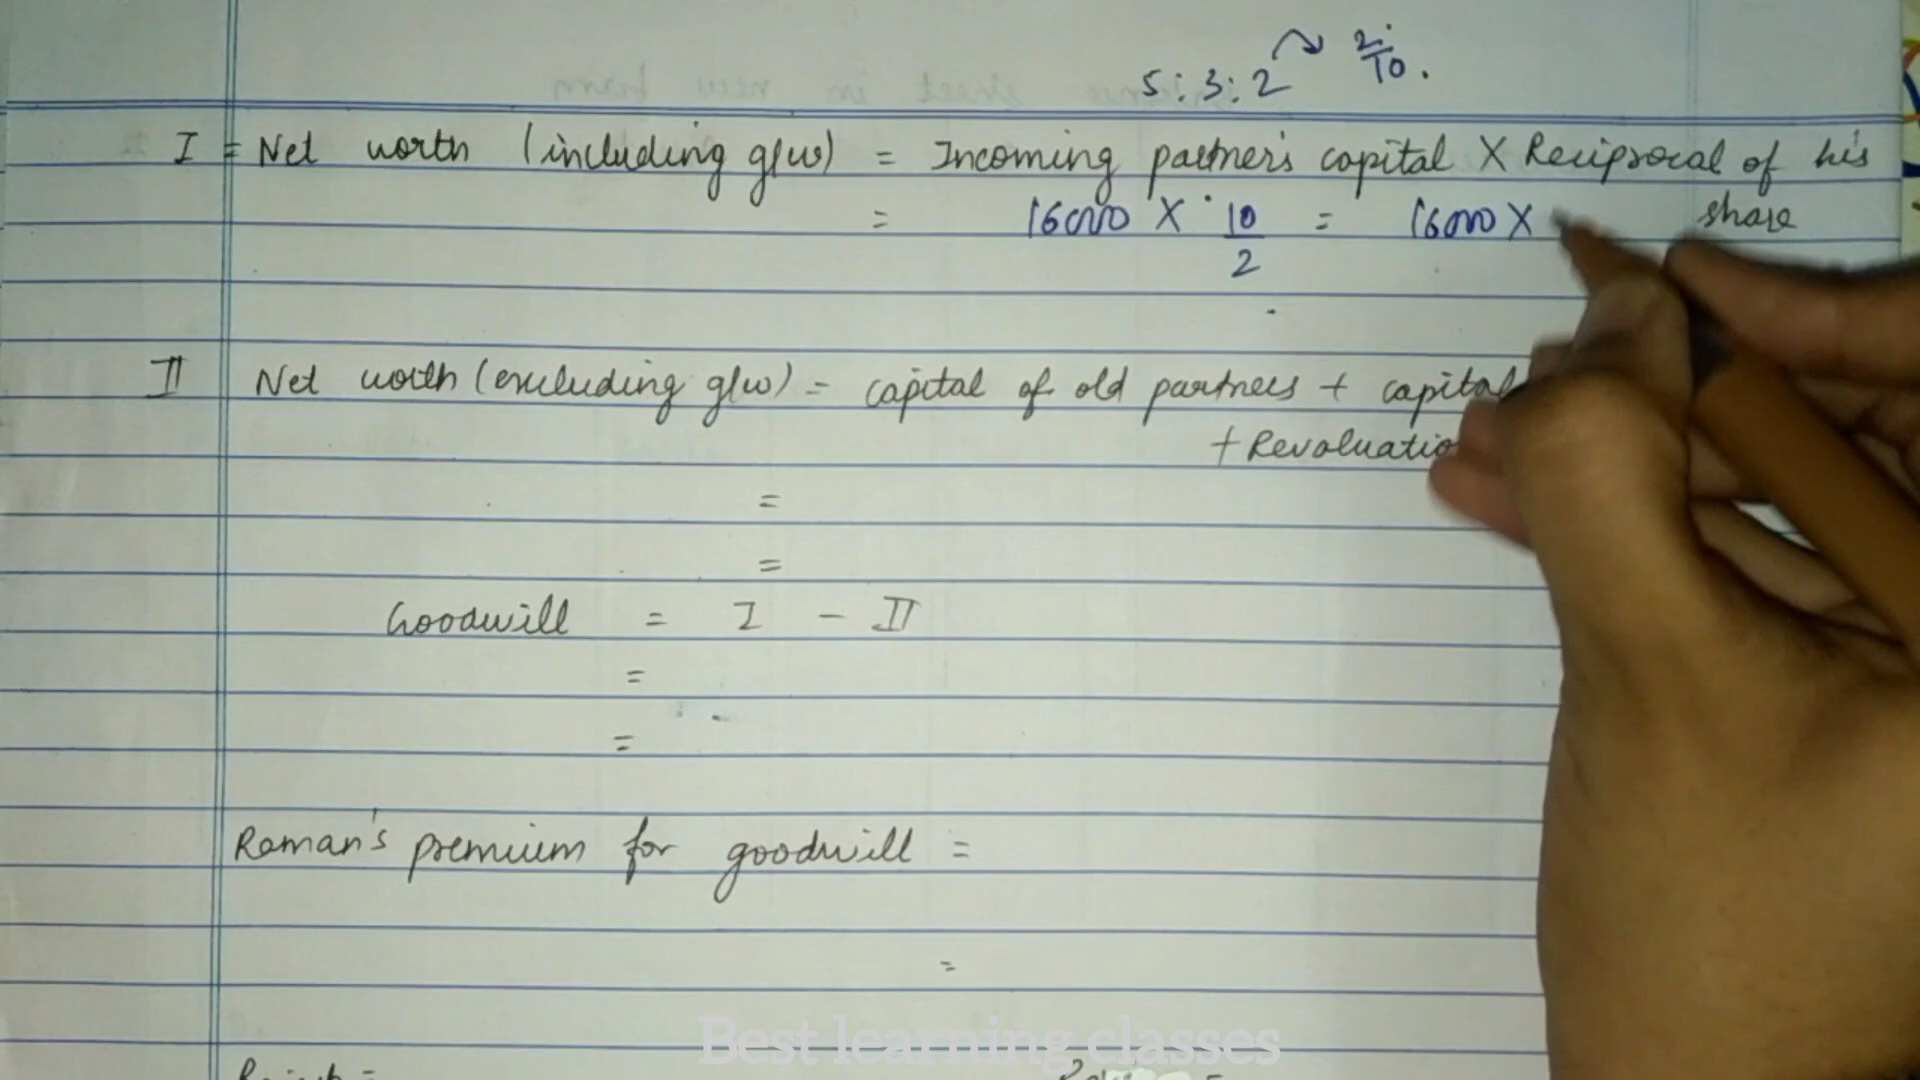 5:3:2 2/10.
I = Net worth (including g/w) = Incoming partner's capital X Reciprocal of his share
= 16000 X 10/2 = 16000 X
II Net worth (excluding g/w) = capital of old partners + capital
+ Revaluatio
=
=
Goodwill = I - II
=
=
Raman's premium for goodwill =
=
Best learning classes